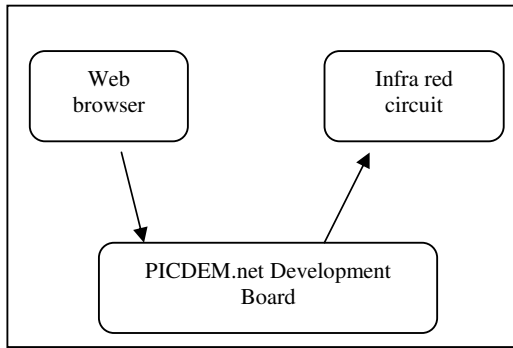 Web
browser
Infra red
circuit
PICDEM.net Development
Board